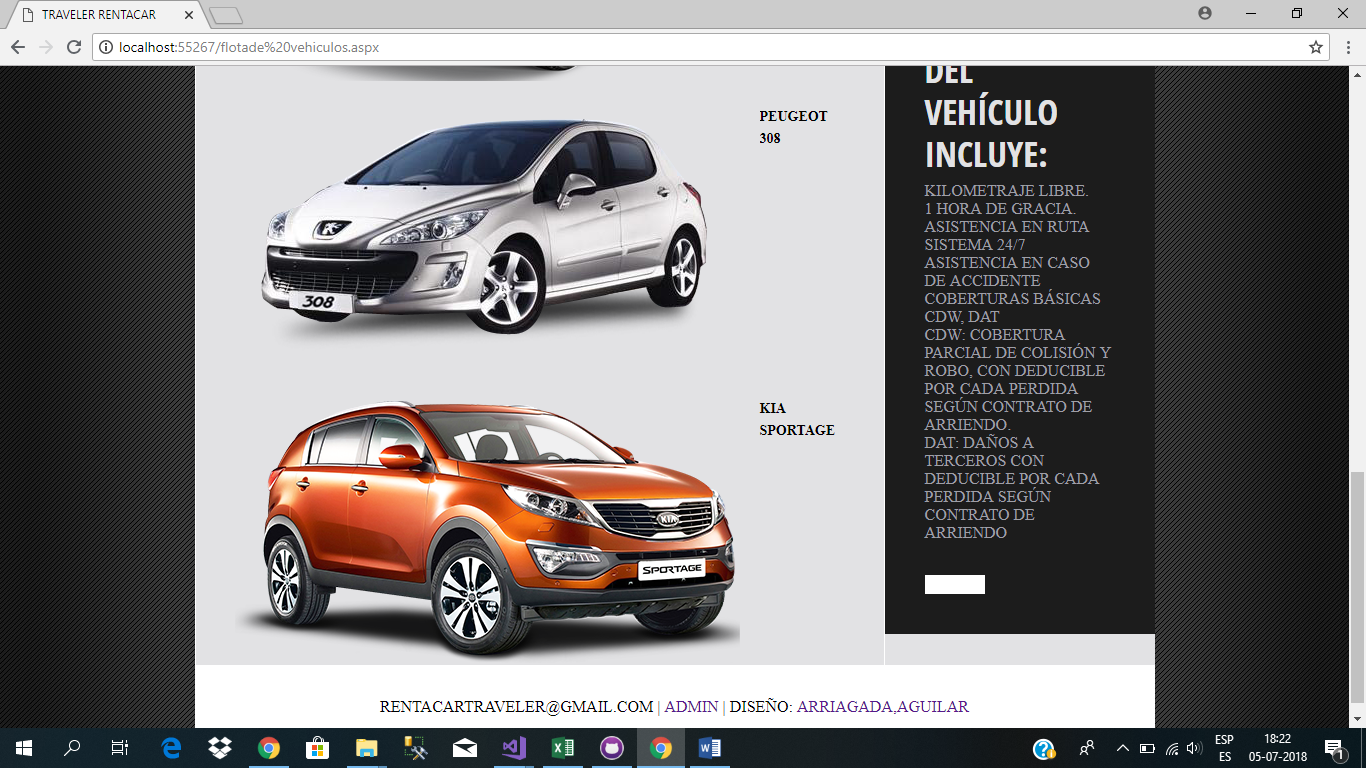 TRAVELER RENTACAR
localhost:55267/flotade%20vehiculos.aspx
PEUGEOT
308
308
KIA
SPORTAGE
KIA
SPORTAGE
DEL
VEHÍCULO
INCLUYE:
KILOMETRAJE LIBRE.
1 HORA DE GRACIA.
ASISTENCIA EN RUTA
SISTEMA 24/7
ASISTENCIA EN CASO
DE ACCIDENTE
COBERTURAS BÁSICAS
CDW, DAT
CDW: COBERTURA
PARCIAL DE COLISIÓN Y
ROBO, CON DEDUCIBLE
POR CADA PERDIDA
SEGÚN CONTRATO DE
ARRIENDO.
DAT: DAÑOS A
TERCEROS CON
DEDUCIBLE POR CADA
PERDIDA SEGÚN
CONTRATO DE
ARRIENDO
RENTACARTRAVELER@GMAIL.COM | ADMIN | DISEÑO: ARRIAGADA,AGUILAR
ESP
ES
18:22
05-07-2018
1